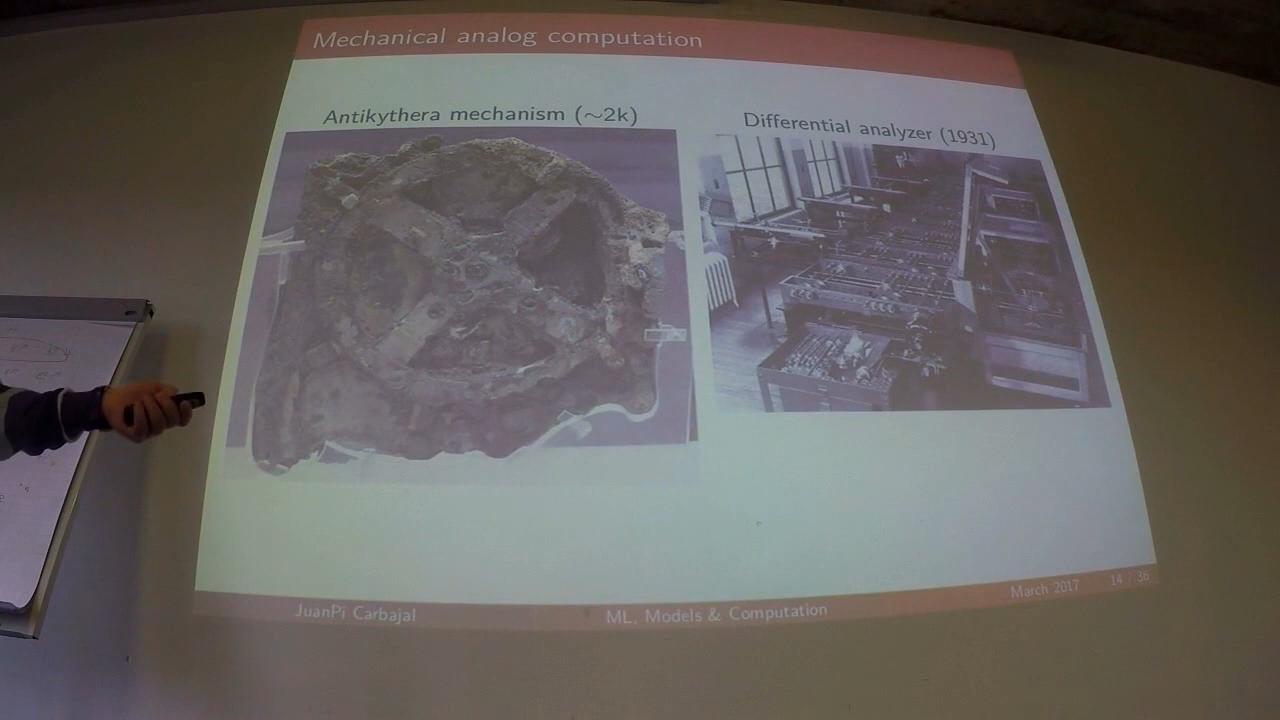 Mechanical analog computation
Antikythera mechanism (~2k)
Differential analyzer (1931)
JuanPi Carbajal
ML, Models & Computation
March 2017
14 / 36